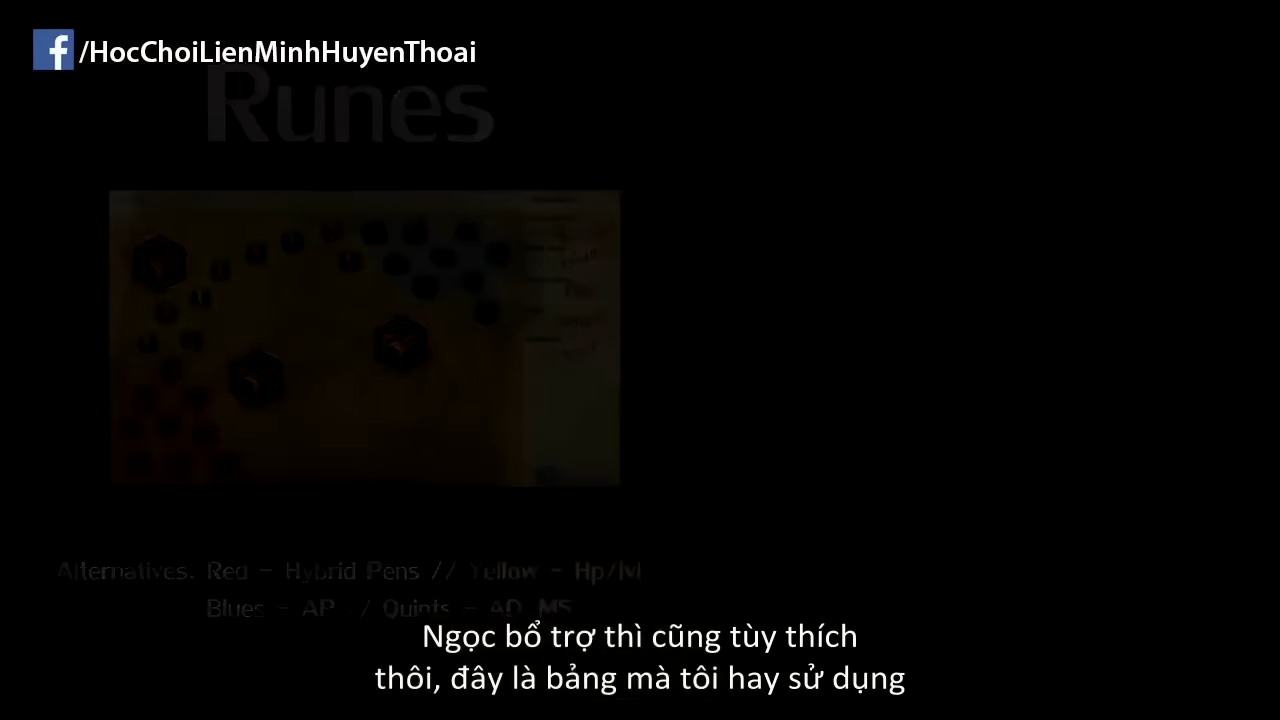 /HocChoiLienMinhHuyenThoai
Runes
Alternatives. Red - Hybrid Pens // Yellow - Hp/lvl
Blues - AP / Quints - AD, MS
Ngọc bổ trợ thì cũng tùy thích
thôi, đây là bảng mà tôi hay sử dụng